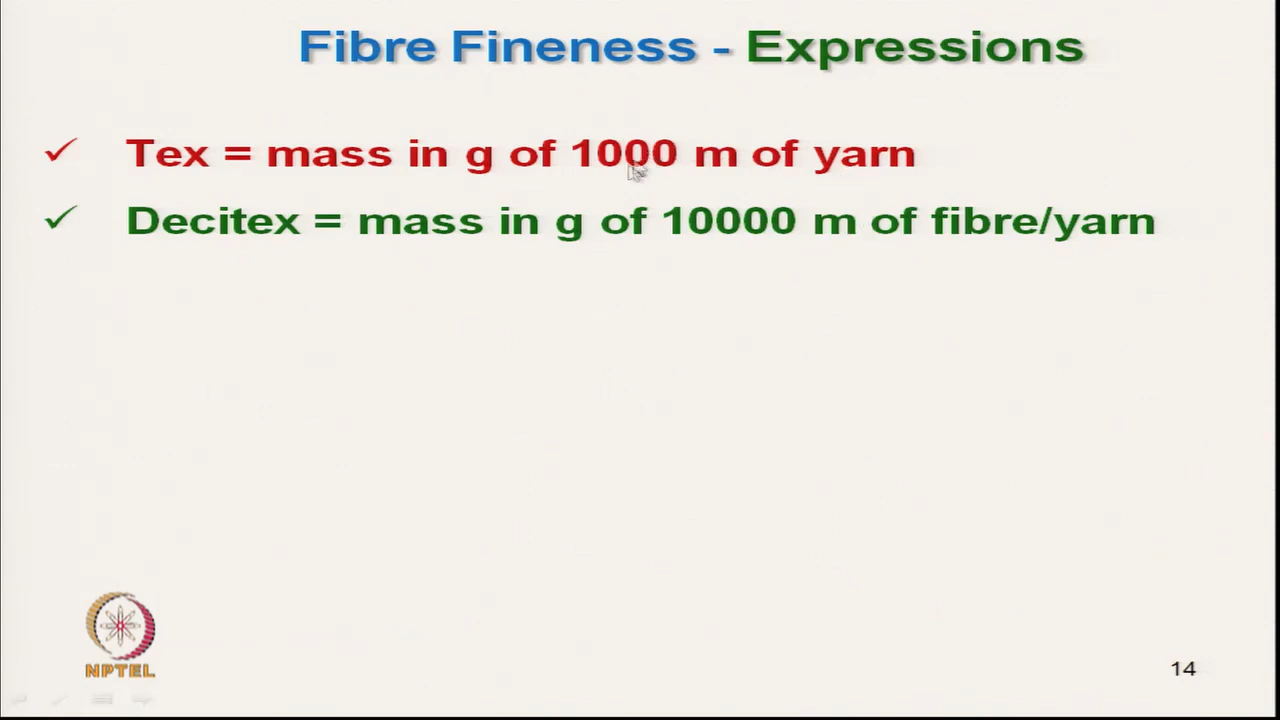 Fibre Fineness - Expressions
✓ Tex = mass in g of 1000 m of yarn
✓ Decitex = mass in g of 10000 m of fibre/yarn
NPTEL
14